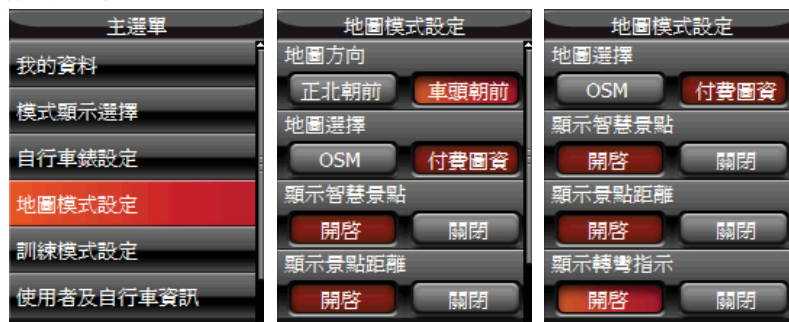 主選單
我的資料
模式顯示選擇
自行車錶設定
地圖模式設定
訓練模式設定
使用者及自行車資訊
地圖模式設定
地圖方向
正北朝前 車頭朝前
地圖選擇
OSM 付費圖資
顯示智慧景點
開啓 關閉
顯示景點距離
開啓 關閉
地圖模式設定
地圖選擇
OSM 付費圖資
顯示智慧景點
開啓 關閉
顯示景點距離
開啓 關閉
顯示轉彎指示
開啓 關閉